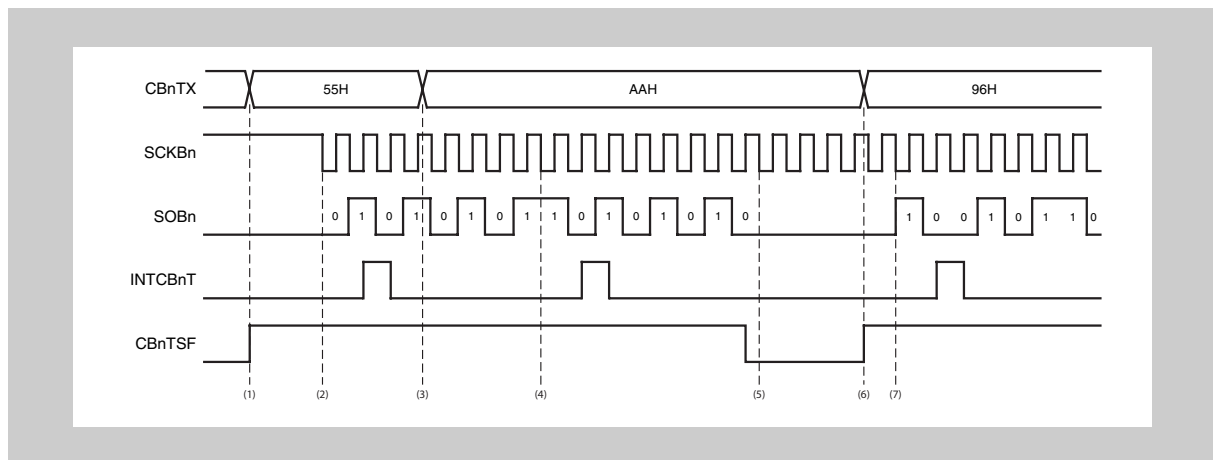 CBnTX 55H AAH 96H
SCKBn
SOBn 0 1 0 1 0 1 0 1 1 0 1 0 1 0 1 0 1 0 0 1 0 1 1 0
INTCBnT
CBnTSF
(1) (2) (3) (4) (5) (6) (7)